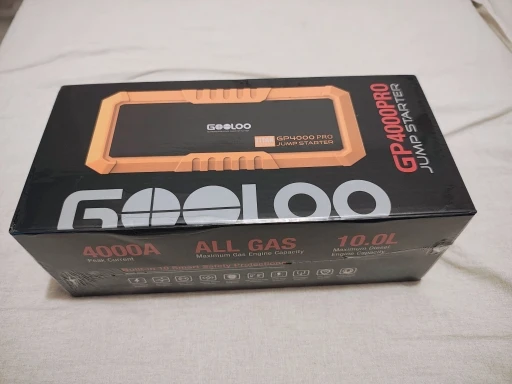 GOOLOO
GP4000 PRO
JUMP STARTER
GP4000PRO
JUMP STARTER
GOOLOO
4000A
Peak Current
ALL GAS
Maximum Gas Engine Capacity
10.0L
Maximum Diesel
Engine Capacity